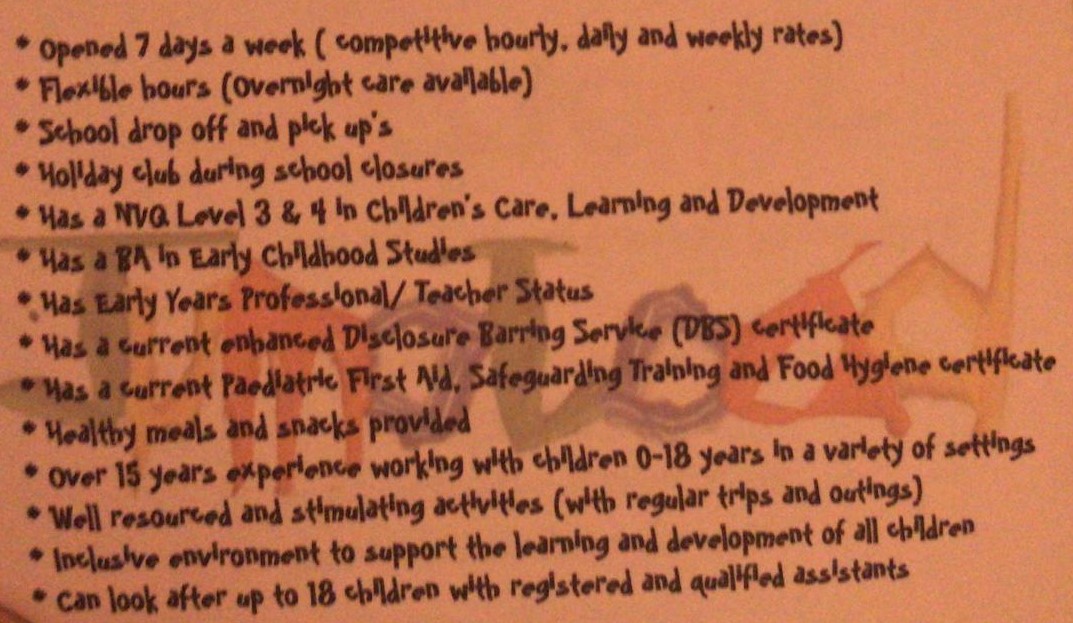 * Opened 7 days a week ( competitive hourly, daily and weekly rates)
* Flexible hours (Overnight care available)
* School drop off and pick up's
* Holiday club during school closures
* Has a NVQ Level 3 & 4 in Children's Care, Learning and Development
* Has a BA in Early Childhood Studies
* Has Early Years Professional/ Teacher Status
* Has a current enhanced Disclosure Barring Service (DBS) certificate
* Has a current Paediatric First Aid, Safeguarding Training and Food Hygiene certificate
* Healthy meals and snacks provided
* Over 15 years experience working with children 0-18 years in a variety of settings
* Well resourced and stimulating activities (with regular trips and outings)
* Inclusive environment to support the learning and development of all children
* Can look after up to 18 children with registered and qualified assistants